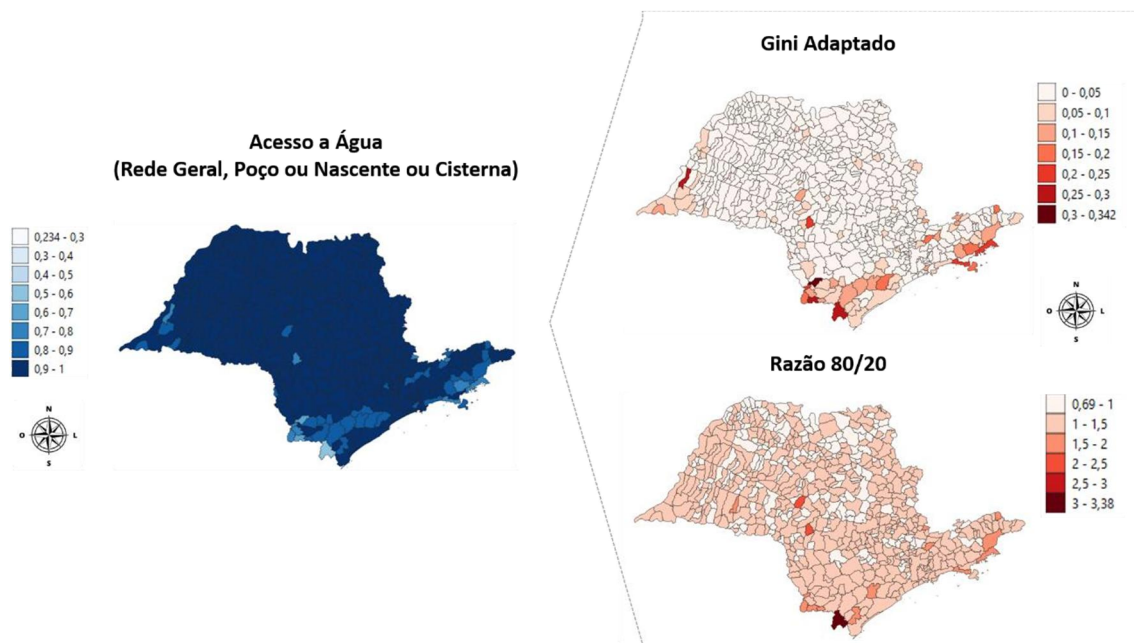 Acesso a Água
(Rede Geral, Poço ou Nascente ou Cisterna)
0,234 - 0,3
0,3 - 0,4
0,4 - 0,5
0,5 - 0,6
0,6 - 0,7
0,7 - 0,8
0,8 - 0,9
0,9 - 1
N
O
L
S
Gini Adaptado
0 - 0,05
0,05 - 0,1
0,1 - 0,15
0,15 - 0,2
0,2 - 0,25
0,25 - 0,3
0,3 - 0,342
N
O
L
S
Razão 80/20
0,69 - 1
1 - 1,5
1,5 - 2
2 - 2,5
2,5 - 3
3 - 3,38
N
O
L
S